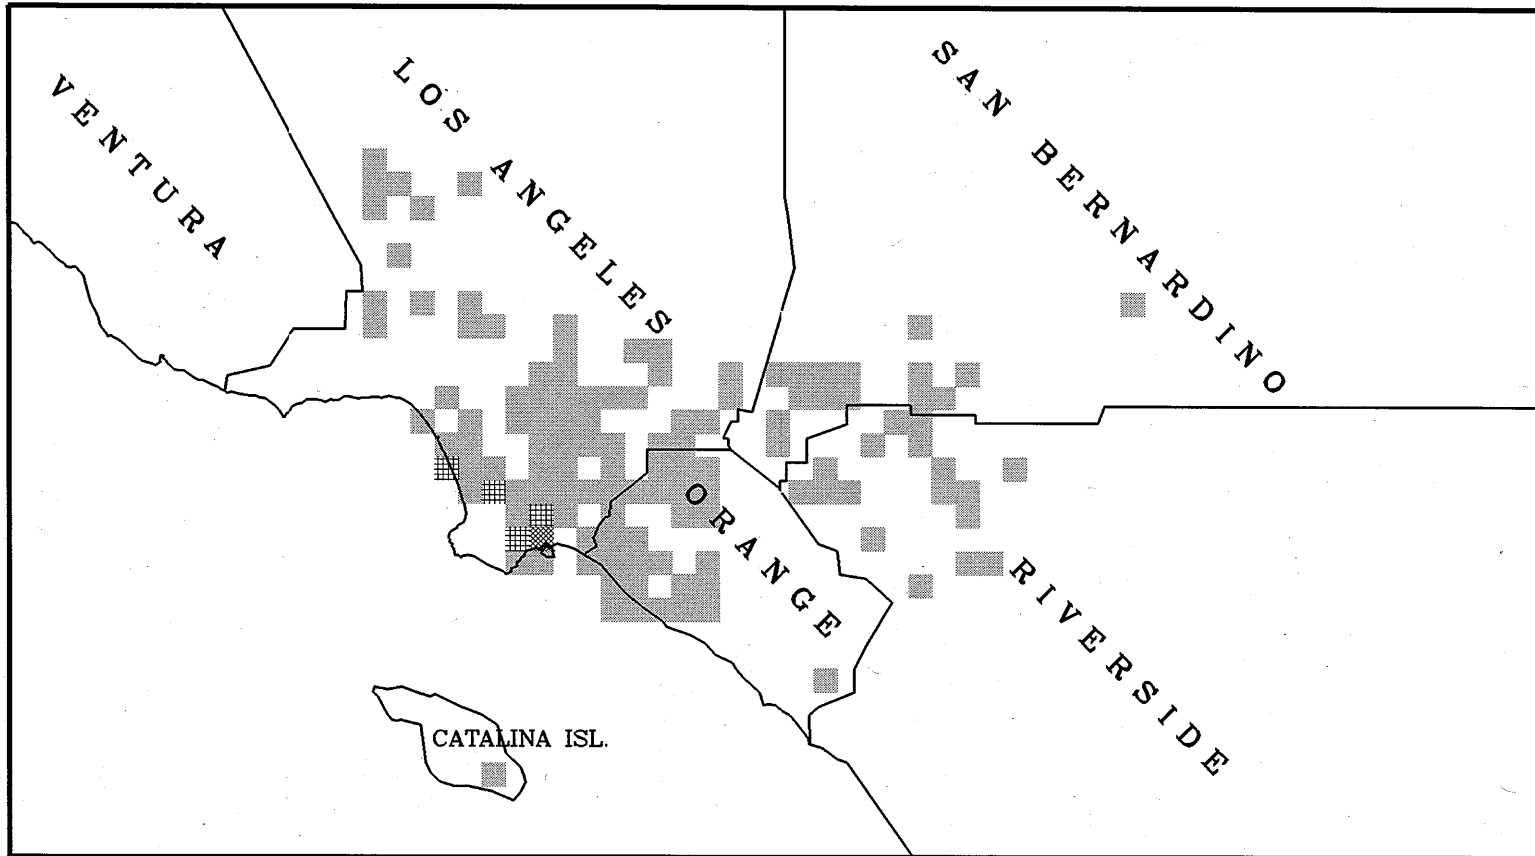 VENTURA
LOS ANGELES
SAN BERNARDINO
ORANGE
RIVERSIDE
CATALINA ISL.